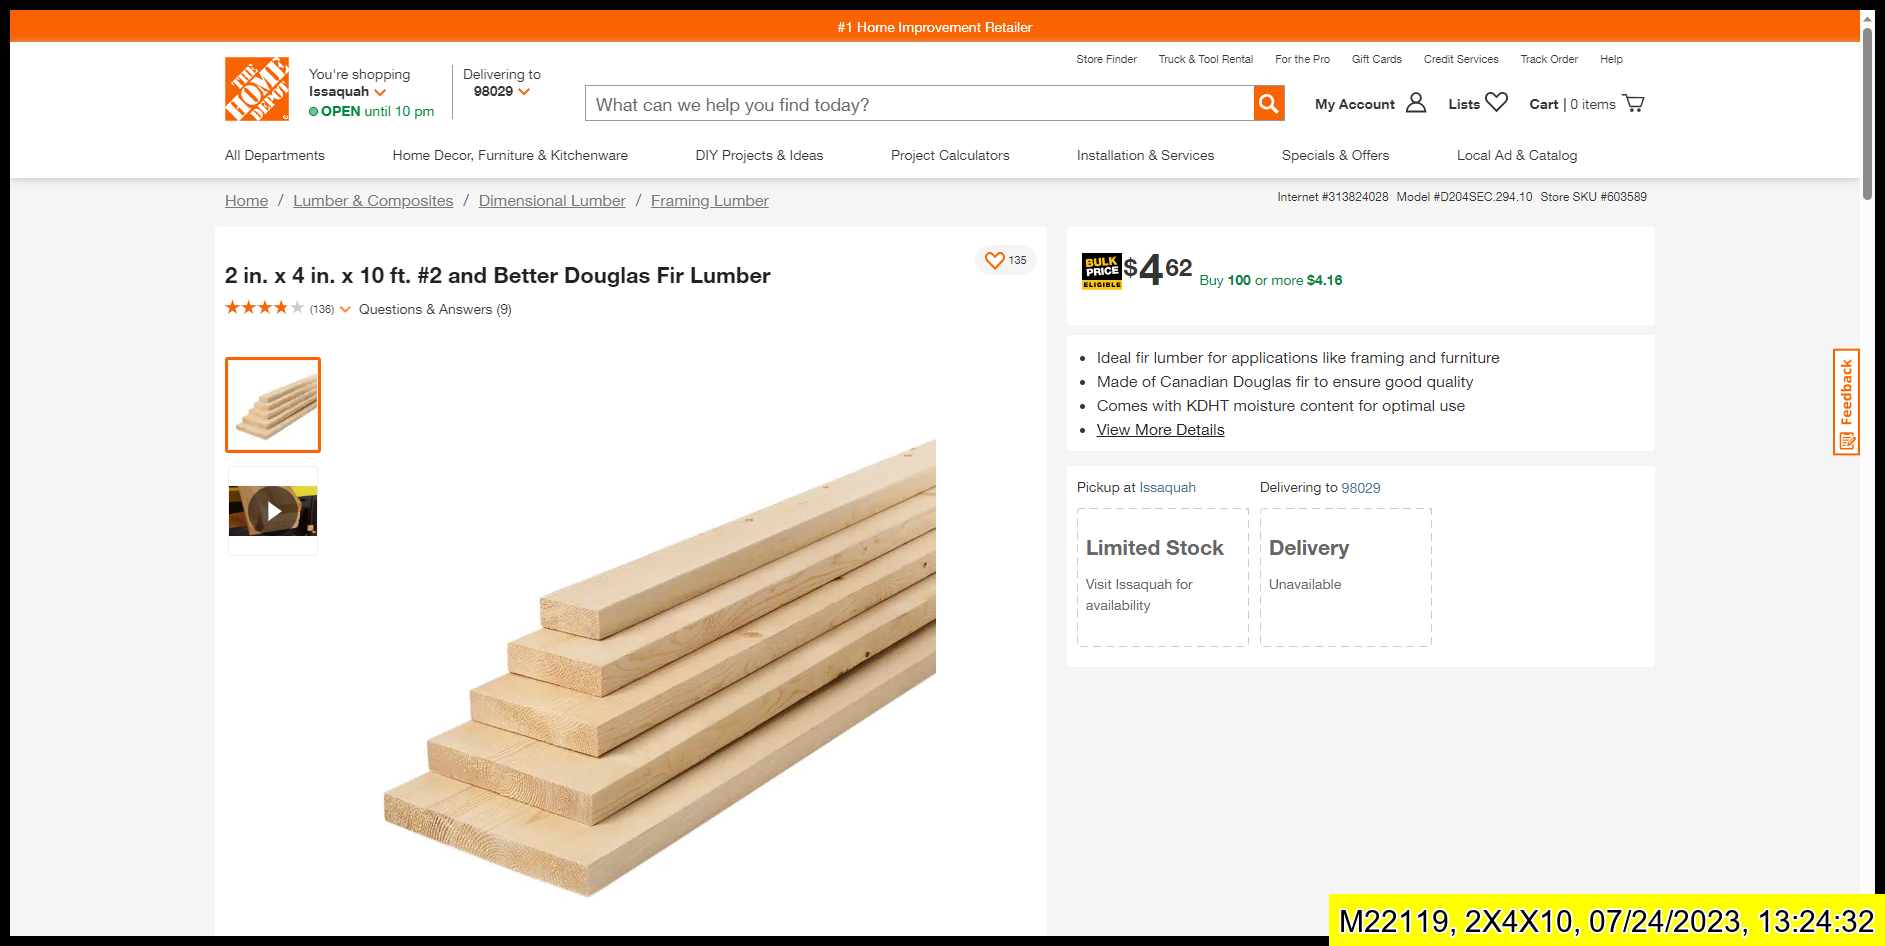 #1 Home Improvement Retailer
Store Finder Truck & Tool Rental For the Pro Gift Cards Credit Services Track Order Help
THE HOME DEPOT
You're shopping
Issaquah
OPEN until 10 pm
Delivering to
98029
What can we help you find today?
My Account Lists Cart | 0 items
All Departments Home Decor, Furniture & Kitchenware DIY Projects & Ideas Project Calculators Installation & Services Specials & Offers Local Ad & Catalog
Home / Lumber & Composites / Dimensional Lumber / Framing Lumber
Internet #313824028 Model #D204SEC.294.10 Store SKU #603589
135
2 in. x 4 in. x 10 ft. #2 and Better Douglas Fir Lumber
(136) Questions & Answers (9)
BULK PRICE ELIGIBLE
$4 62
Buy 100 or more $4.16
Ideal fir lumber for applications like framing and furniture
Made of Canadian Douglas fir to ensure good quality
Comes with KDHT moisture content for optimal use
View More Details
Feedback
Pickup at Issaquah
Limited Stock
Visit Issaquah for
availability
Delivering to 98029
Delivery
Unavailable
M22119, 2X4X10, 07/24/2023, 13:24:32